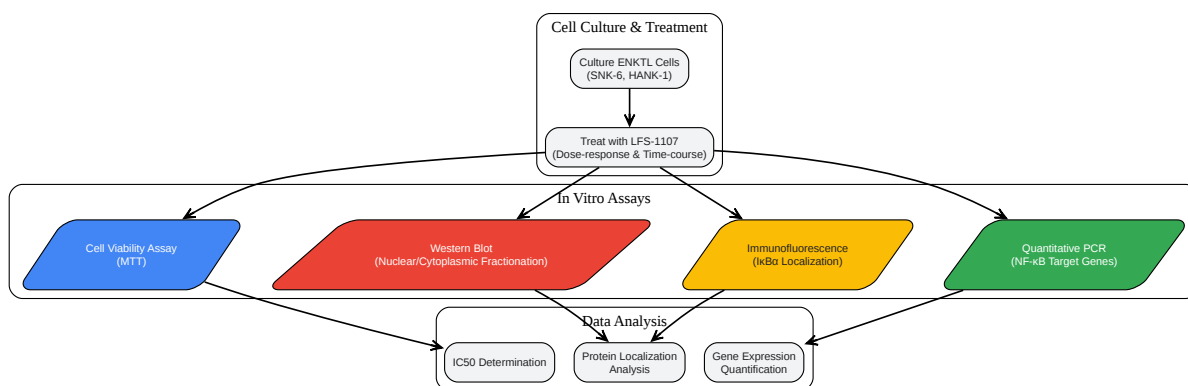 Cell Culture & Treatment
Culture ENKTL Cells
(SNK-6, HANK-1)
Treat with LFS-1107
(Dose-response & Time-course)
In Vitro Assays
Cell Viability Assay
(MTT)
Western Blot
(Nuclear/Cytoplasmic Fractionation)
Immunofluorescence
(IκBα Localization)
Quantitative PCR
(NF-κB Target Genes)
Data Analysis
IC50 Determination
Protein Localization
Analysis
Gene Expression
Quantification